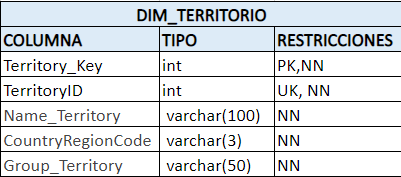 DIM_TERRITORIO
COLUMNA TIPO RESTRICCIONES
Territory_Key int PK,NN
TerritoryID int UK, NN
Name_Territory varchar(100) NN
CountryRegionCode varchar(3) NN
Group_Territory varchar(50) NN